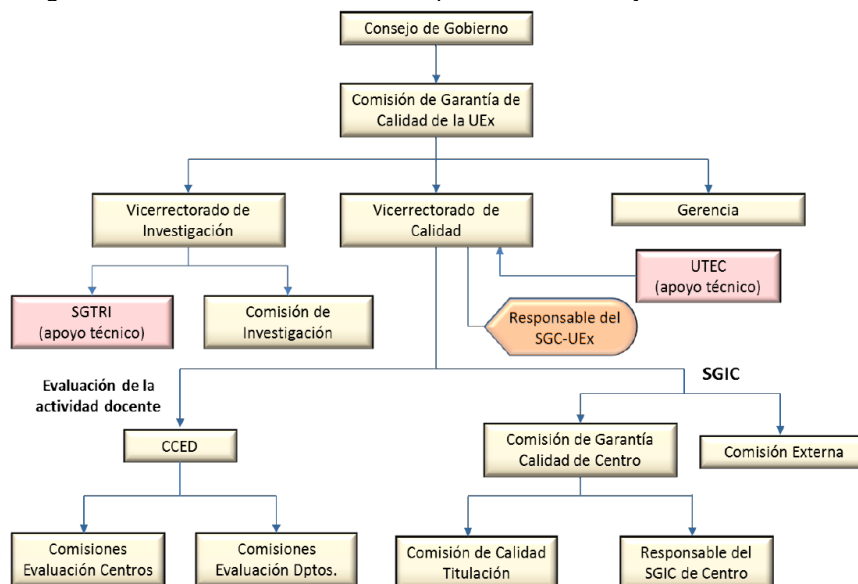 Consejo de Gobierno
Comisión de Garantía de
Calidad de la UEx
Vicerrectorado de
Investigación
Vicerrectorado de
Calidad
Gerencia
SGTRI
(apoyo técnico)
Comisión de
Investigación
UTEC
(apoyo técnico)
Responsable del
SGC-UEx
Evaluación de la
actividad docente
SGIC
CCED
Comisión de Garantía
Calidad de Centro
Comisión Externa
Comisiones
Evaluación Centros
Comisiones
Evaluación Dptos.
Comisión de Calidad
Titulación
Responsable del
SGIC de Centro